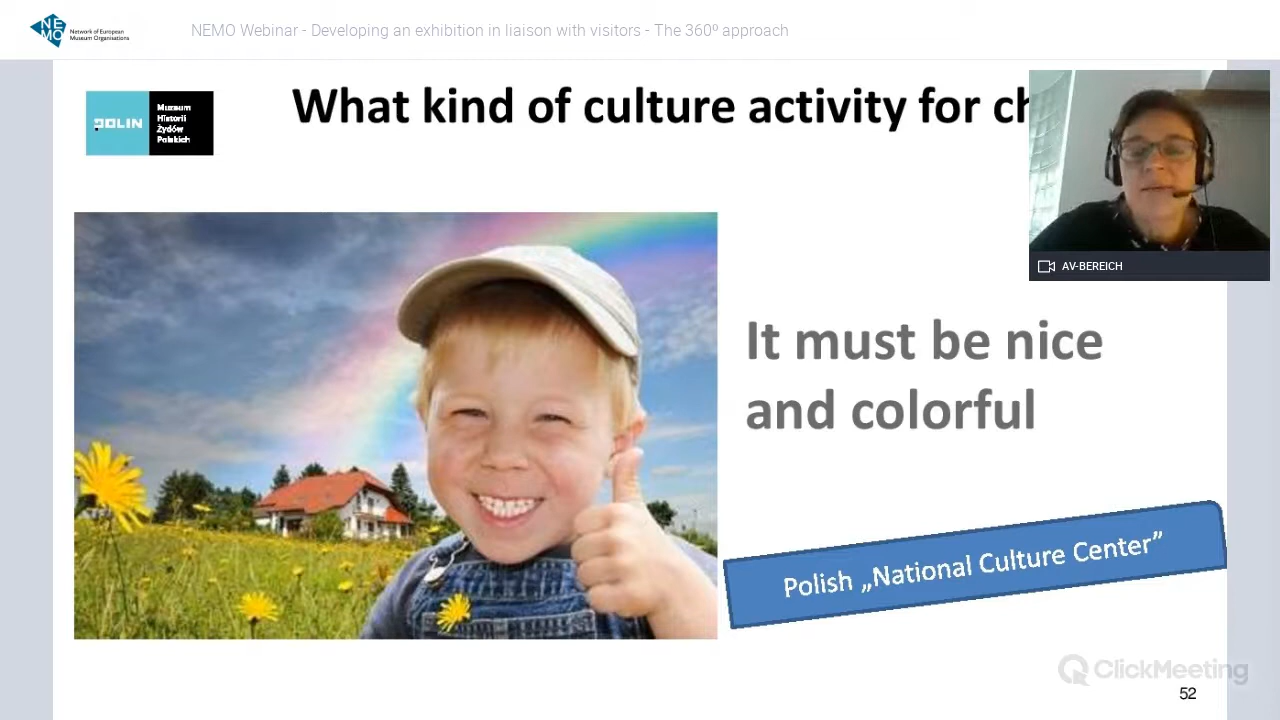 NEMO
Network of European
Museum Organisations
NEMO Webinar - Developing an exhibition in liaison with visitors - The 360º approach
POLIN
Muzeum
Historii
Żydów
Polskich
What kind of culture activity for ch
AV-BEREICH
It must be nice
and colorful
Polish „National Culture Center”
ClickMeeting
52